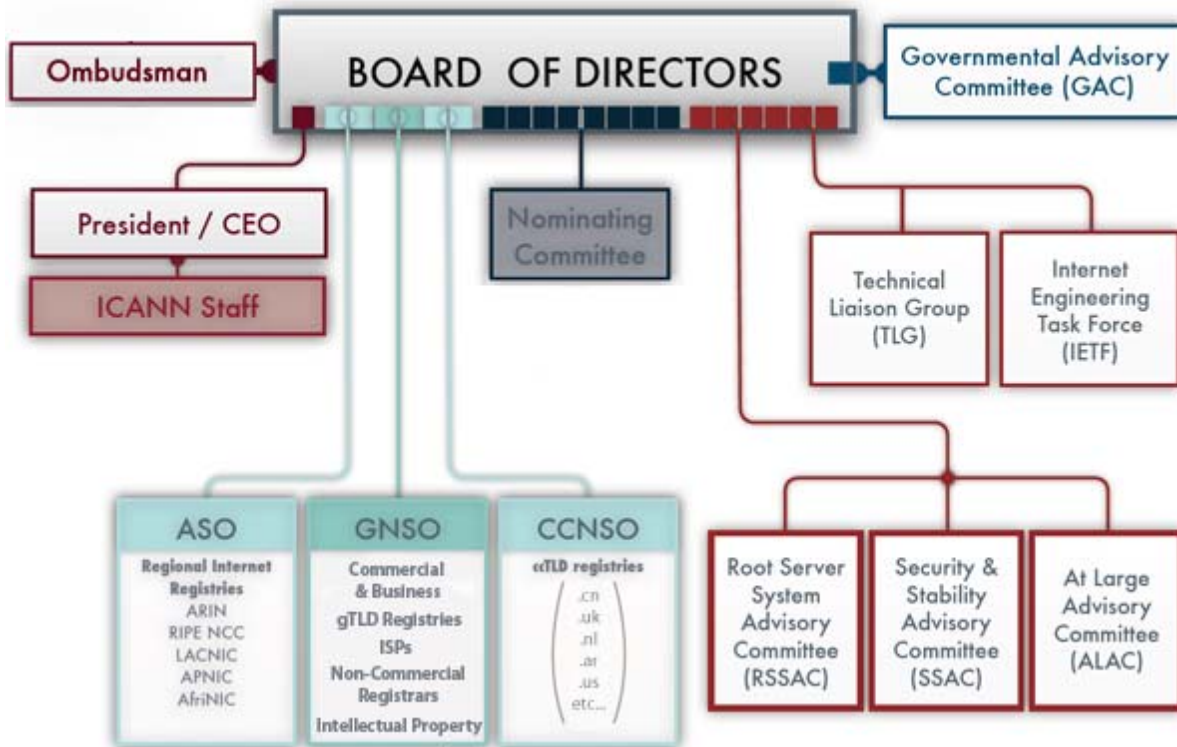 BOARD OF DIRECTORS
Ombudsman
Governmental Advisory
Committee (GAC)
President / CEO
ICANN Staff
Nominating
Committee
Technical
Liaison Group
(TLG)
Internet
Engineering
Task Force
(IETF)
ASO
Regional Internet
Registries
ARIN
RIPE NCC
LACNIC
APNIC
AfriNIC
GNSO
Commercial
& Business
gTLD Registries
ISPs
Non-Commercial
Registrars
Intellectual Property
CCNSO
ccTLD registries
.cn
.uk
.nl
.ar
.us
etc...
Root Server
System
Advisory
Committee
(RSSAC)
Security &
Stability
Advisory
Committee
(SSAC)
At Large
Advisory
Committee
(ALAC)